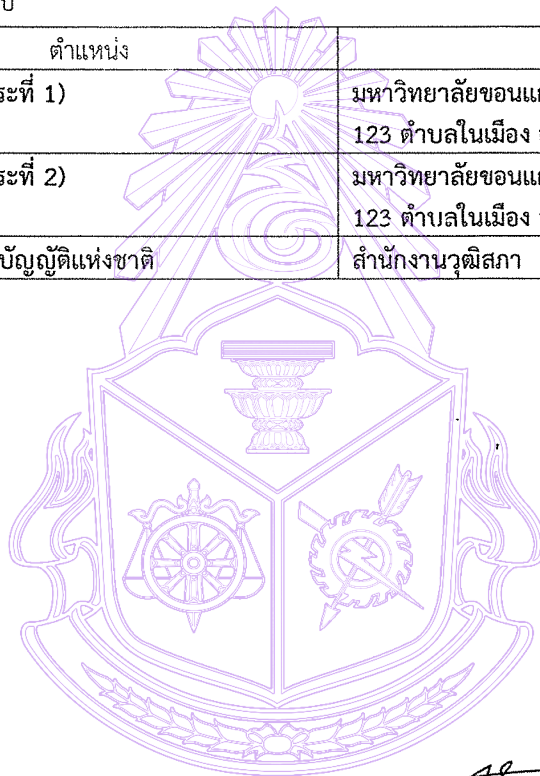 ตำแหน่ง
ระที่ 1)
มหาวิทยาลัยขอนแ
123 ตำบลในเมือง
ระที่ 2)
มหาวิทยาลัยขอนแ
123 ตำบลในเมือง
บัญญัติแห่งชาติ
สำนักงานวุฒิสภา